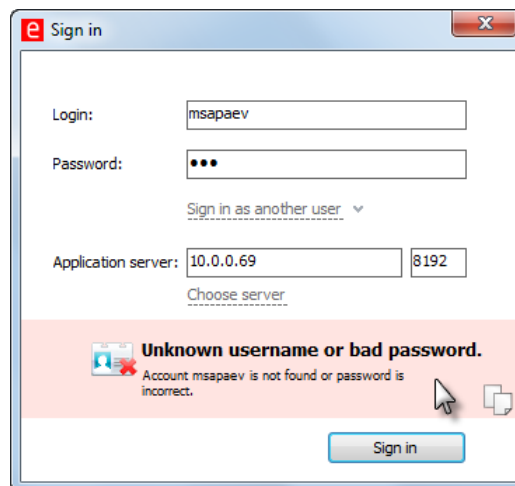 e Sign in
Login: msapaev
Password: •••
Sign in as another user
Application server: 10.0.0.69 8192
Choose server
Unknown username or bad password.
Account msapaev is not found or password is
incorrect.
Sign in